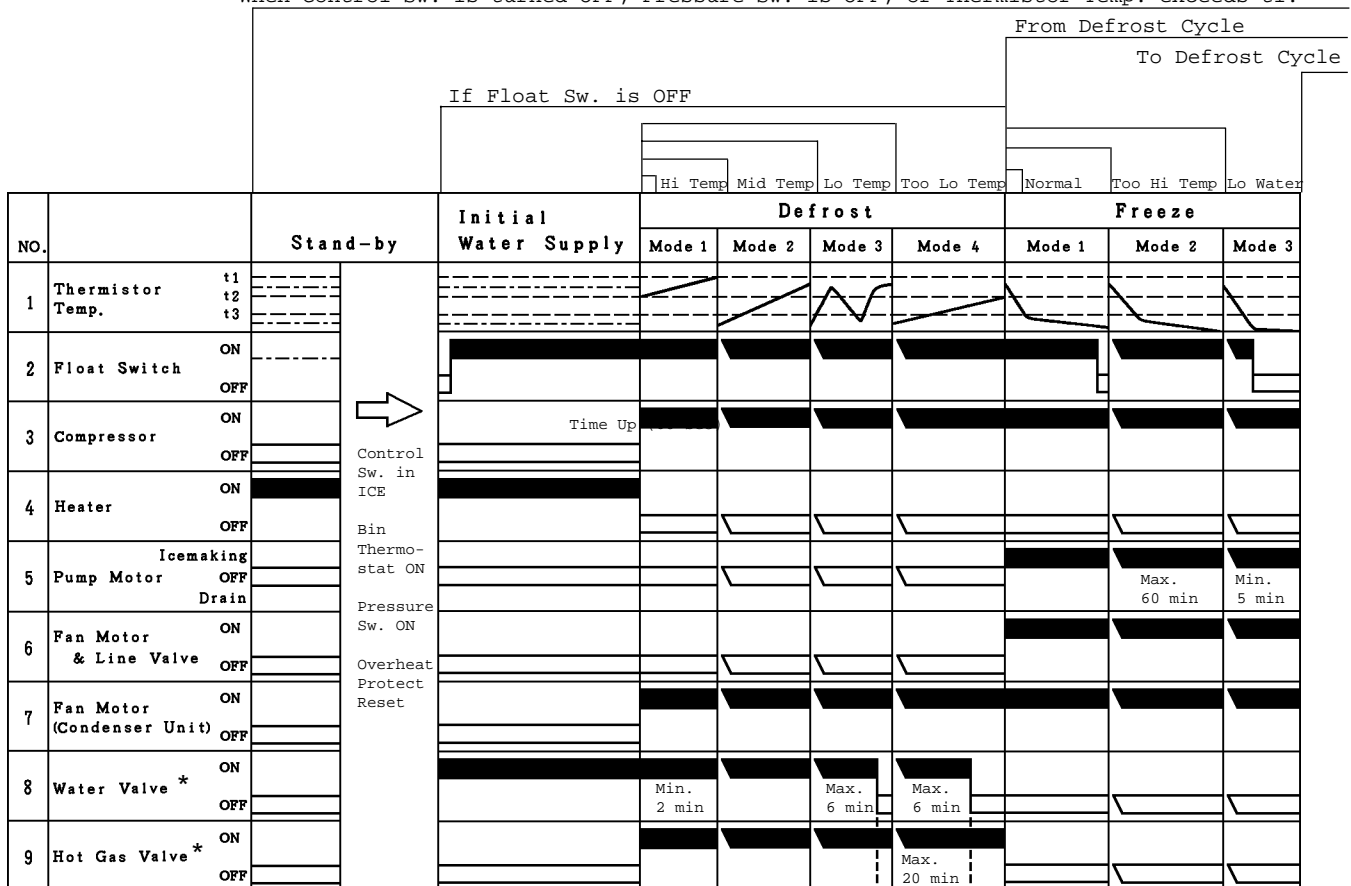 When Control Sw. is turned off, Pressure Sw. is OFF, or Thermistor Temp. exceeds t1.
From Defrost Cycle
To Defrost Cycle
If Float Sw. is OFF
Hi Temp Mid Temp Lo Temp Too Lo Temp Normal Too Hi Temp Lo Water
NO. Stand-by Initial Water Supply Defrost Freeze
Mode 1 Mode 2 Mode 3 Mode 4 Mode 1 Mode 2 Mode 3
1 Thermistor Temp. t1 t2 t3
2 Float Switch ON OFF
3 Compressor ON OFF
Time Up
4 Heater ON OFF
Control
Sw. in
ICE
Bin
Thermo-
stat ON
Pressure
Sw. ON
Overheat
Protect
Reset
5 Pump Motor Icemaking OFF Drain
Max.
60 min
Min.
5 min
6 Fan Motor & Line Valve ON OFF
7 Fan Motor (Condenser Unit) ON OFF
8 Water Valve * ON OFF
Min.
2 min
Max.
6 min
Max.
6 min
9 Hot Gas Valve * ON OFF
Max.
20 min